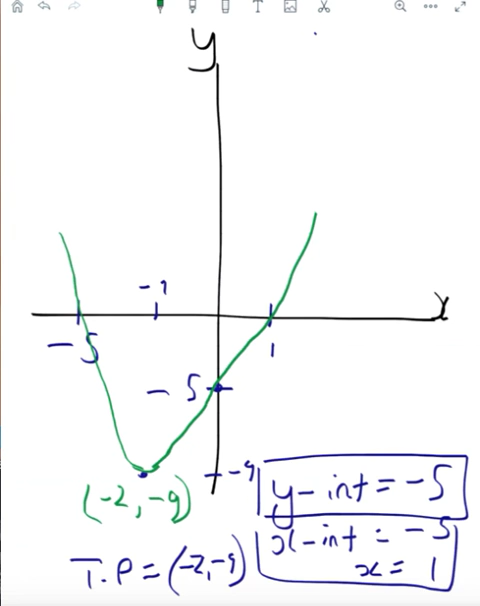 y
-1
x
-5
1
-5
-9
(-2, -9)
y-int = -5
x-int = -5
x = 1
T.P = (-2,-9)